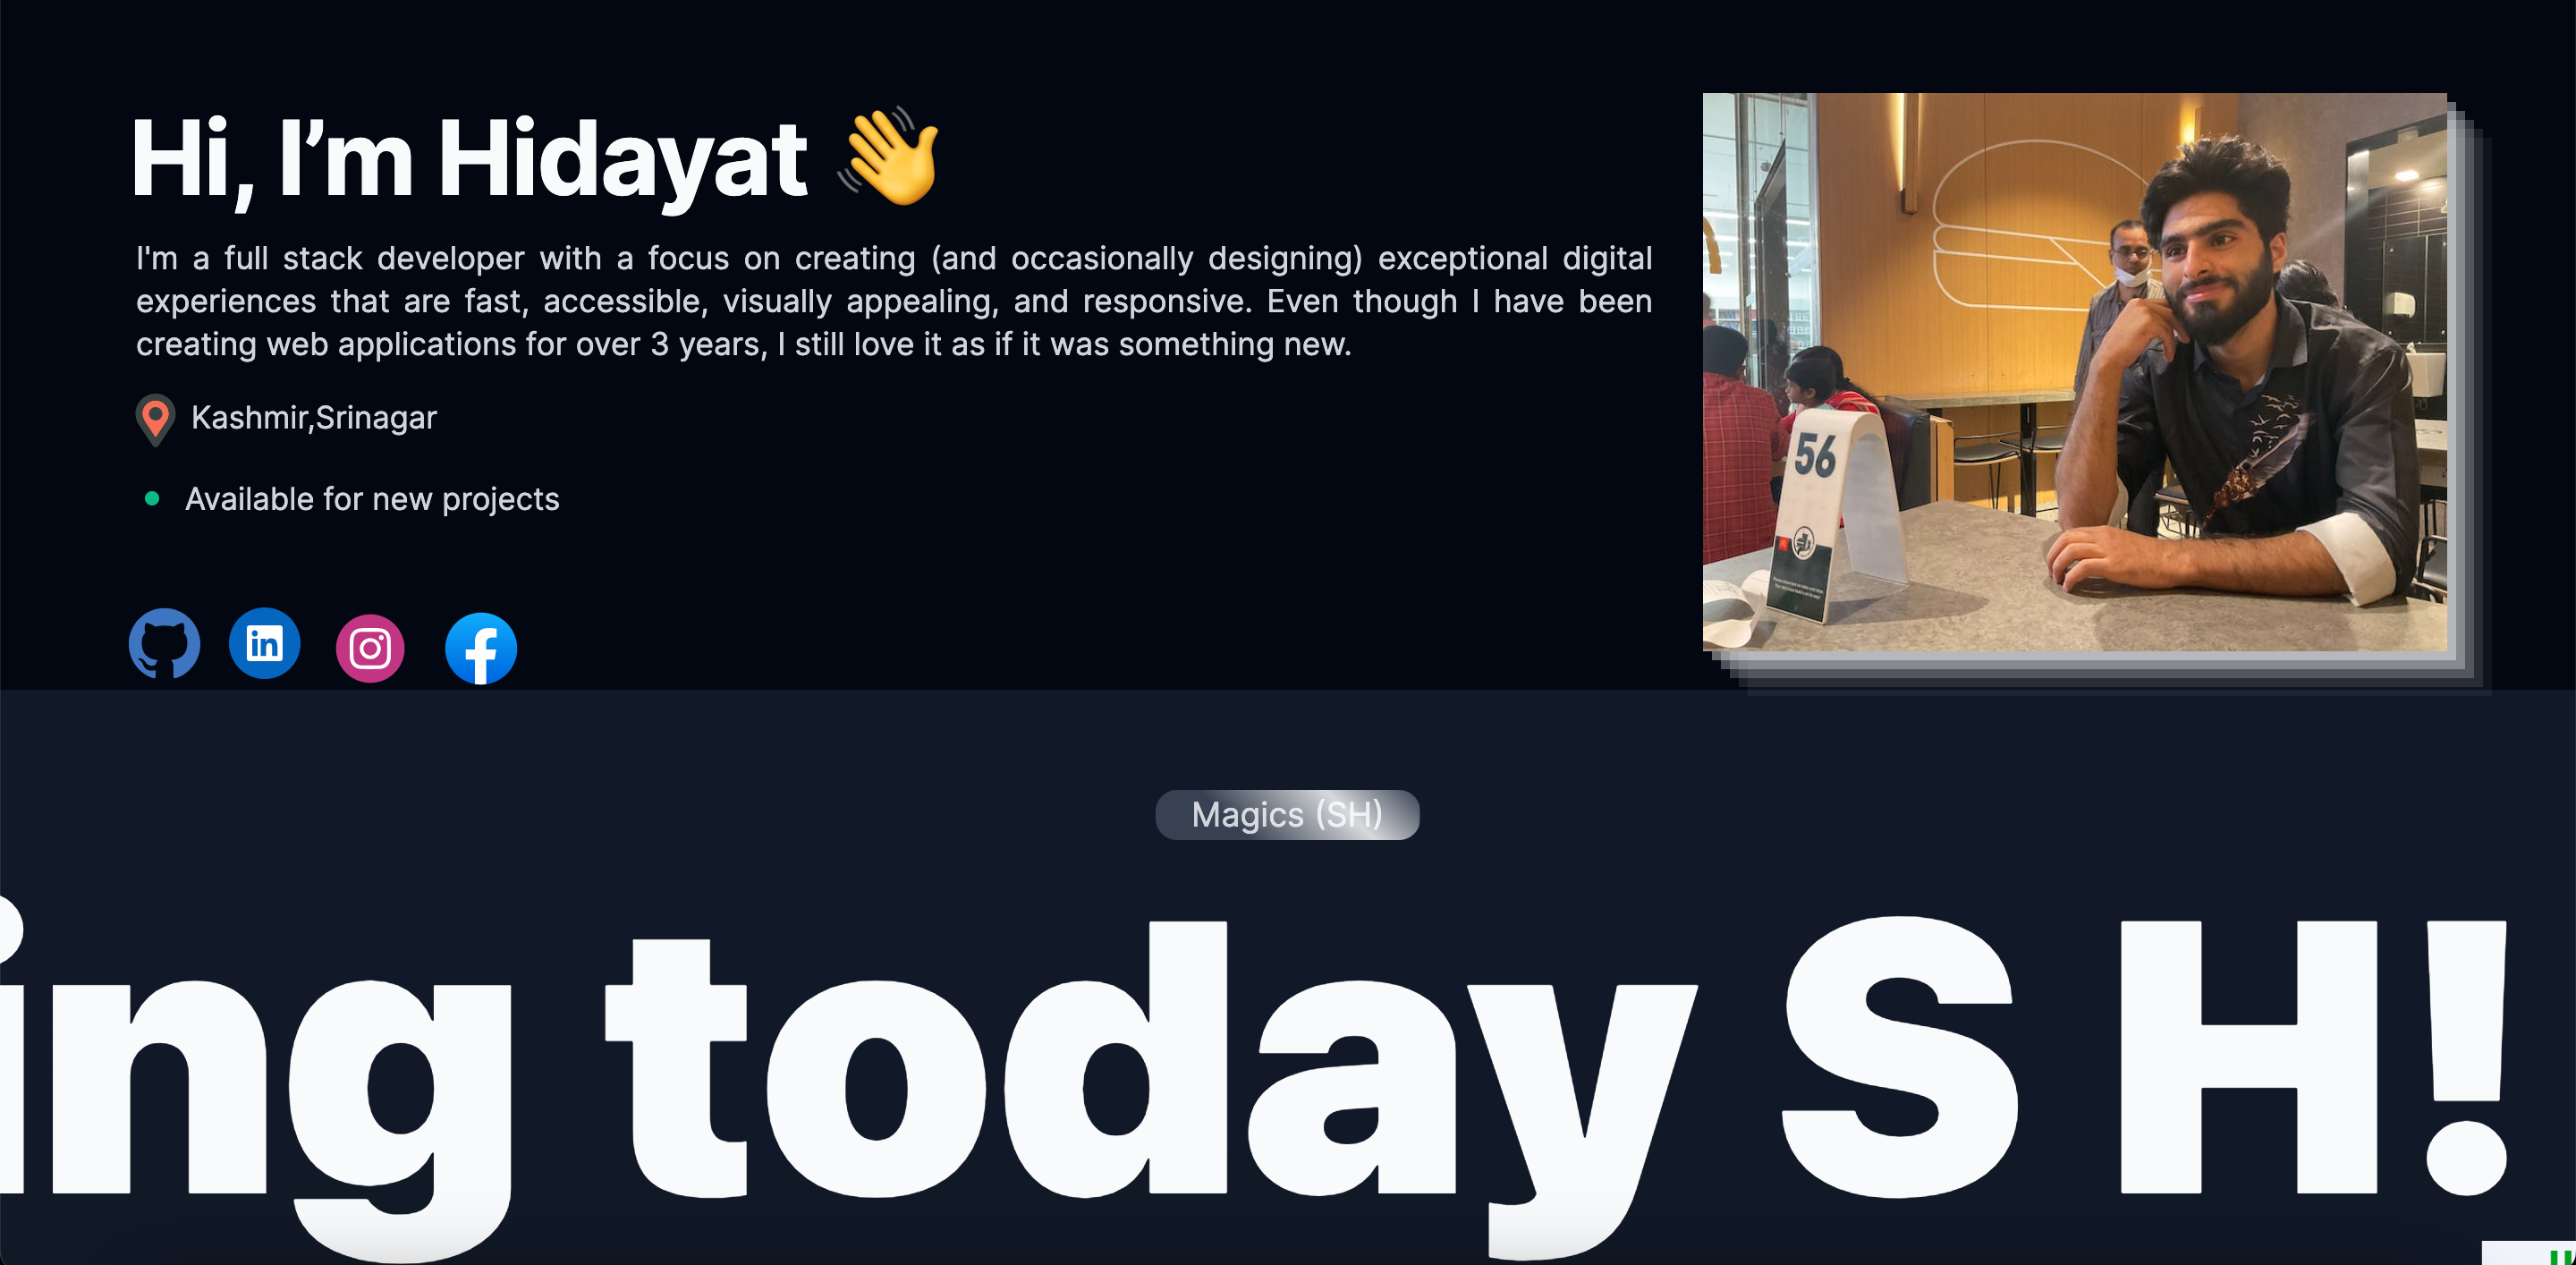 Hi, I’m Hidayat 👋
I'm a full stack developer with a focus on creating (and occasionally designing) exceptional digital
experiences that are fast, accessible, visually appealing, and responsive. Even though I have been
creating web applications for over 3 years, I still love it as if it was something new.
Kashmir,Srinagar
Available for new projects
in
56
Magics (SH)
ing today S H!